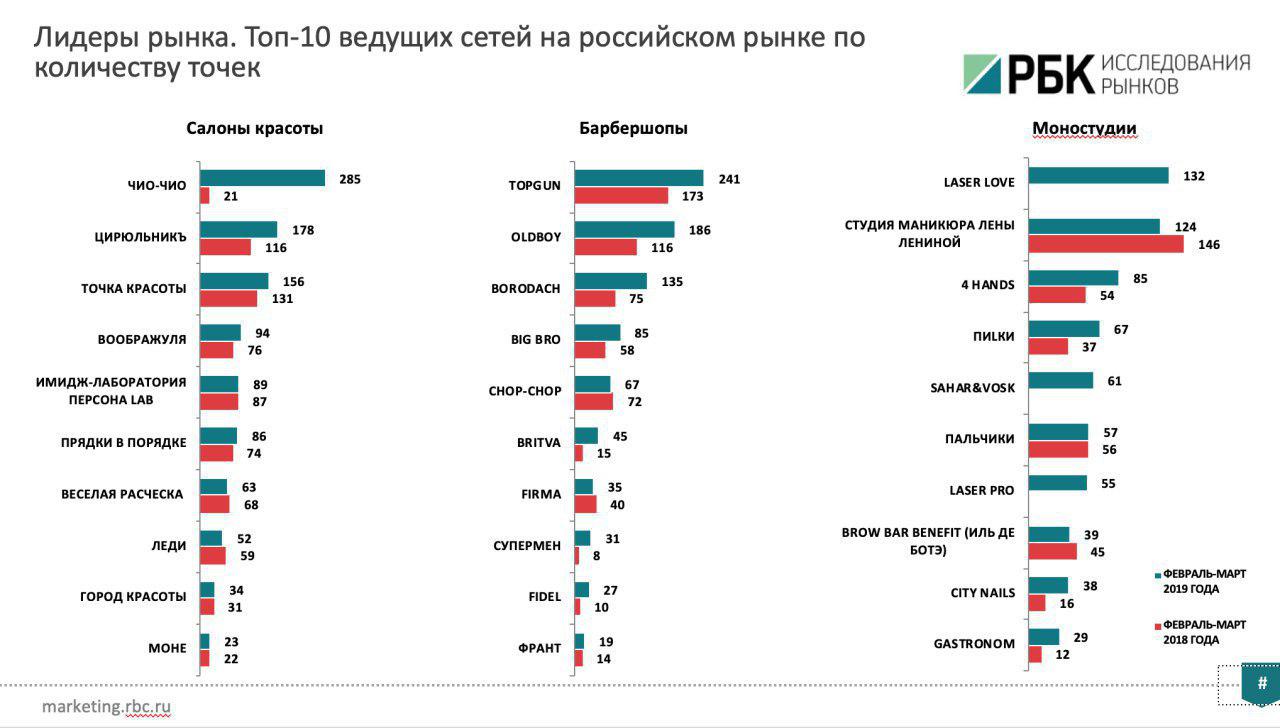 Лидеры рынка. Топ-10 ведущих сетей на российском рынке по
количеству точек
РБК ИССЛЕДОВАНИЯ
РЫНКОВ
Салоны красоты
ЧИО-ЧИО
285
21
ЦИРЮЛЬНИКЪ
178
116
ТОЧКА КРАСОТЫ
156
131
ВООБРАЖУЛЯ
94
76
ИМИДЖ-ЛАБОРАТОРИЯ
ПЕРСОНА LAB
89
87
ПРЯДКИ В ПОРЯДКЕ
86
74
ВЕСЕЛАЯ РАСЧЕСКА
63
68
ЛЕДИ
52
59
ГОРОД КРАСОТЫ
34
31
МОНЕ
23
22
Барбершопы
TOPGUN
241
173
OLDBOY
186
116
BORODACH
135
75
BIG BRO
85
58
CHOP-CHOP
67
72
BRITVA
45
15
FIRMA
35
40
СУПЕРМЕН
31
8
FIDEL
27
10
ФРАНТ
19
14
Моностудии
LASER LOVE
132
СТУДИЯ МАНИКЮРА ЛЕНЫ
ЛЕНИНОЙ
124
146
4 HANDS
85
54
ПИЛКИ
67
37
SAHAR&VOSK
61
ПАЛЬЧИКИ
57
56
LASER PRO
55
BROW BAR BENEFIT (ИЛЬ ДЕ
БОТЭ)
39
45
CITY NAILS
38
16
GASTRONOM
29
12
ФЕВРАЛЬ-МАРТ
2019 ГОДА
ФЕВРАЛЬ-МАРТ
2018 ГОДА
#
marketing.rbc.ru